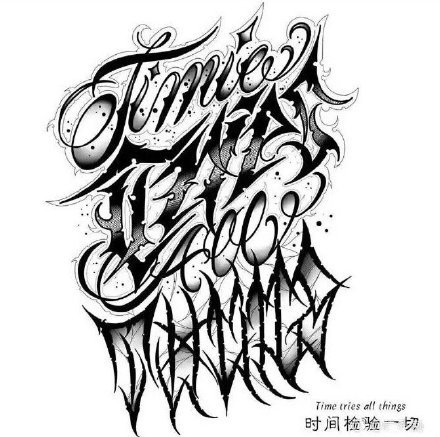 Time
Tries
All
Things
Time tries all things
时间检验一切